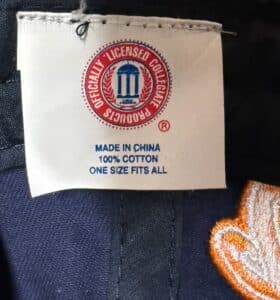 OFFICIALLY LICENSED COLLEGIATE PRODUCTS
®
MADE IN CHINA
100% COTTON
ONE SIZE FITS ALL